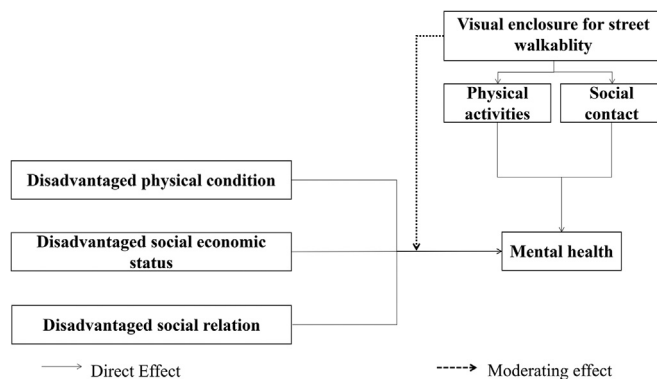 Visual enclosure for street
walkablity
Physical
activities
Social
contact
Disadvantaged physical condition
Disadvantaged social economic
status
Mental health
Disadvantaged social relation
Direct Effect
Moderating effect